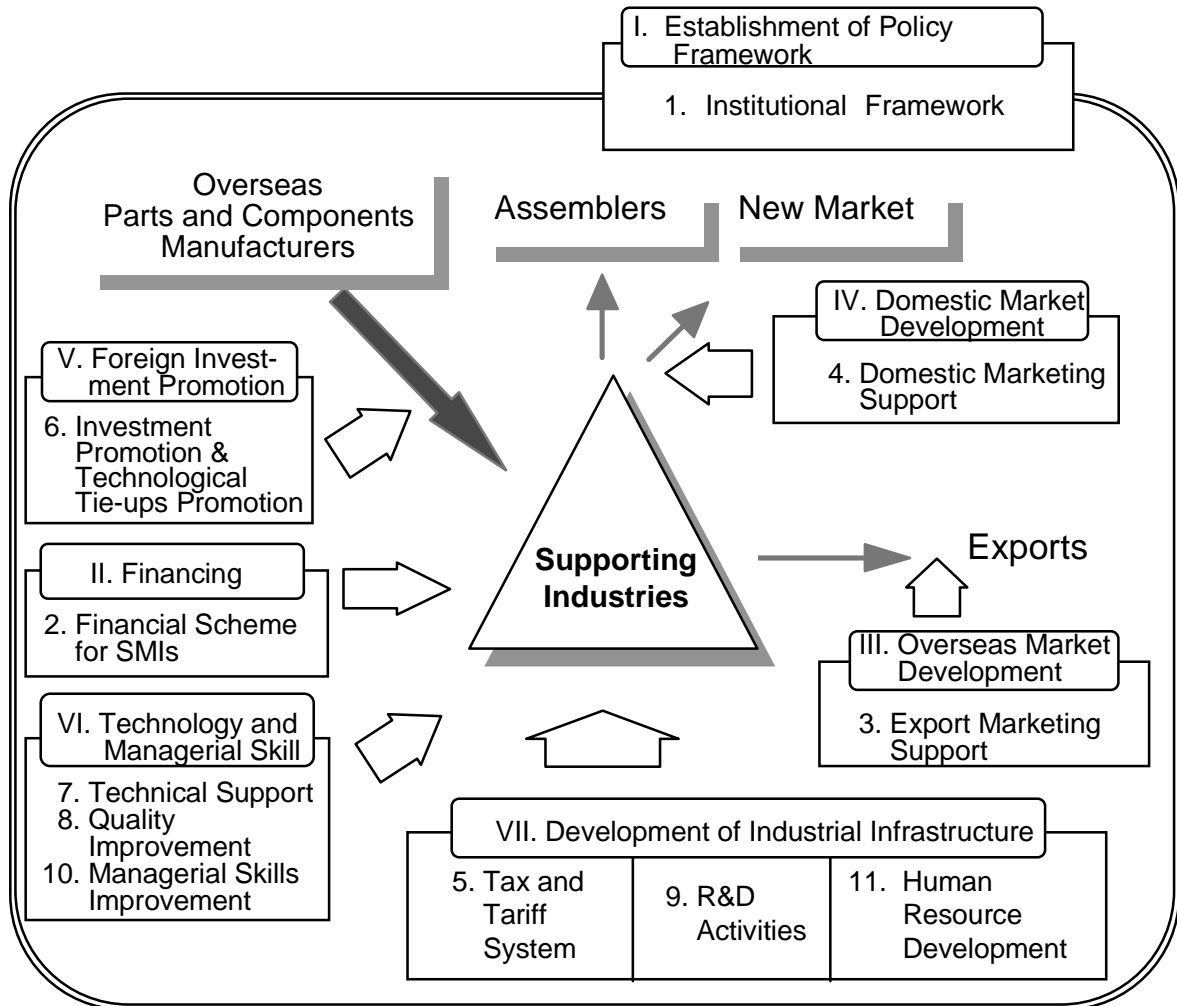 I. Establishment of Policy
Framework
1. Institutional Framework
Overseas
Parts and Components
Manufacturers
Assemblers
New Market
IV. Domestic Market
Development
4. Domestic Marketing
Support
V. Foreign Invest-
ment Promotion
6. Investment
Promotion &
Technological
Tie-ups Promotion
Supporting
Industries
Exports
II. Financing
2. Financial Scheme
for SMIs
III. Overseas Market
Development
3. Export Marketing
Support
VI. Technology and
Managerial Skill
7. Technical Support
8. Quality
Improvement
10. Managerial Skills
Improvement
VII. Development of Industrial Infrastructure
5. Tax and
Tariff
System
9. R&D
Activities
11. Human
Resource
Development